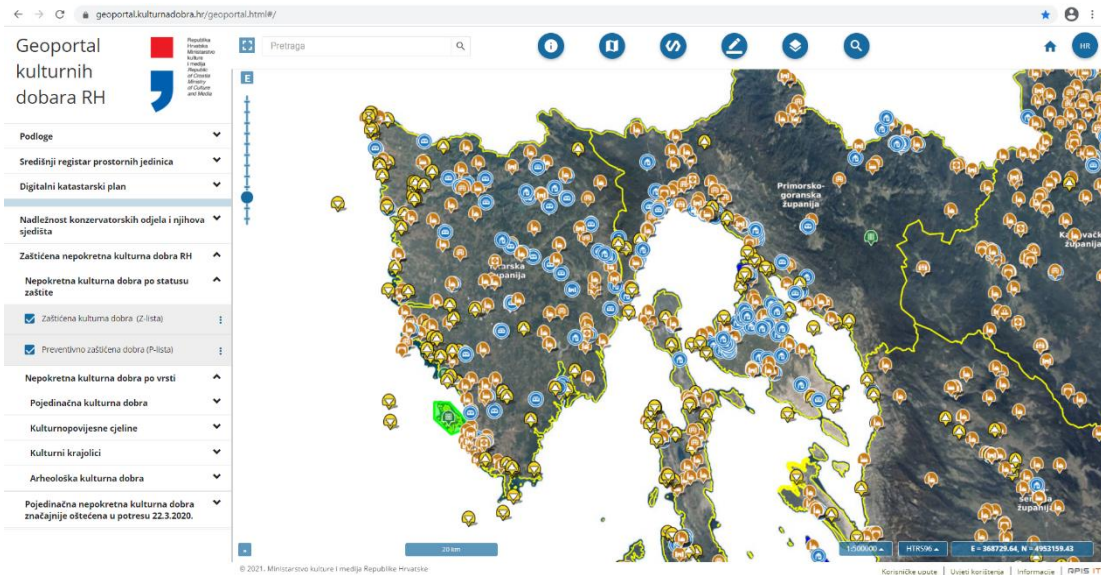 geoportal.kulturnadobra.hr/geoportal.html#/
Geoportal
kulturnih
dobara RH
Republika
Hrvatska
Ministarstvo
kulture
i medija
Republic
of Croatia
Ministry
of Culture
and Media
Pretraga
HR
E
Podloge
Središnji registar prostornih jedinica
Digitalni katastarski plan
Nadležnost konzervatorskih odjela i njihova
sjedišta
Zaštićena nepokretna kulturna dobra RH
Nepokretna kulturna dobra po statusu
zaštite
Zaštićena kulturna dobra (Z-lista)
Preventivno zaštićena dobra (P-lista)
Nepokretna kulturna dobra po vrsti
Pojedinačna kulturna dobra
Kulturnopovijesne cjeline
Kulturni krajolici
Arheološka kulturna dobra
Pojedinačna nepokretna kulturna dobra
značajnije oštećena u potresu 22.3.2020.
Primorsko-
goranska
županija
županija
20 km
1:500000
HTRS96
E = 368729.64, N = 4953159.43
© 2021. Ministarstvo kulture i medija Republike Hrvatske
Korisničke upute | Uvjeti korištenja | Informacije | APIS IT